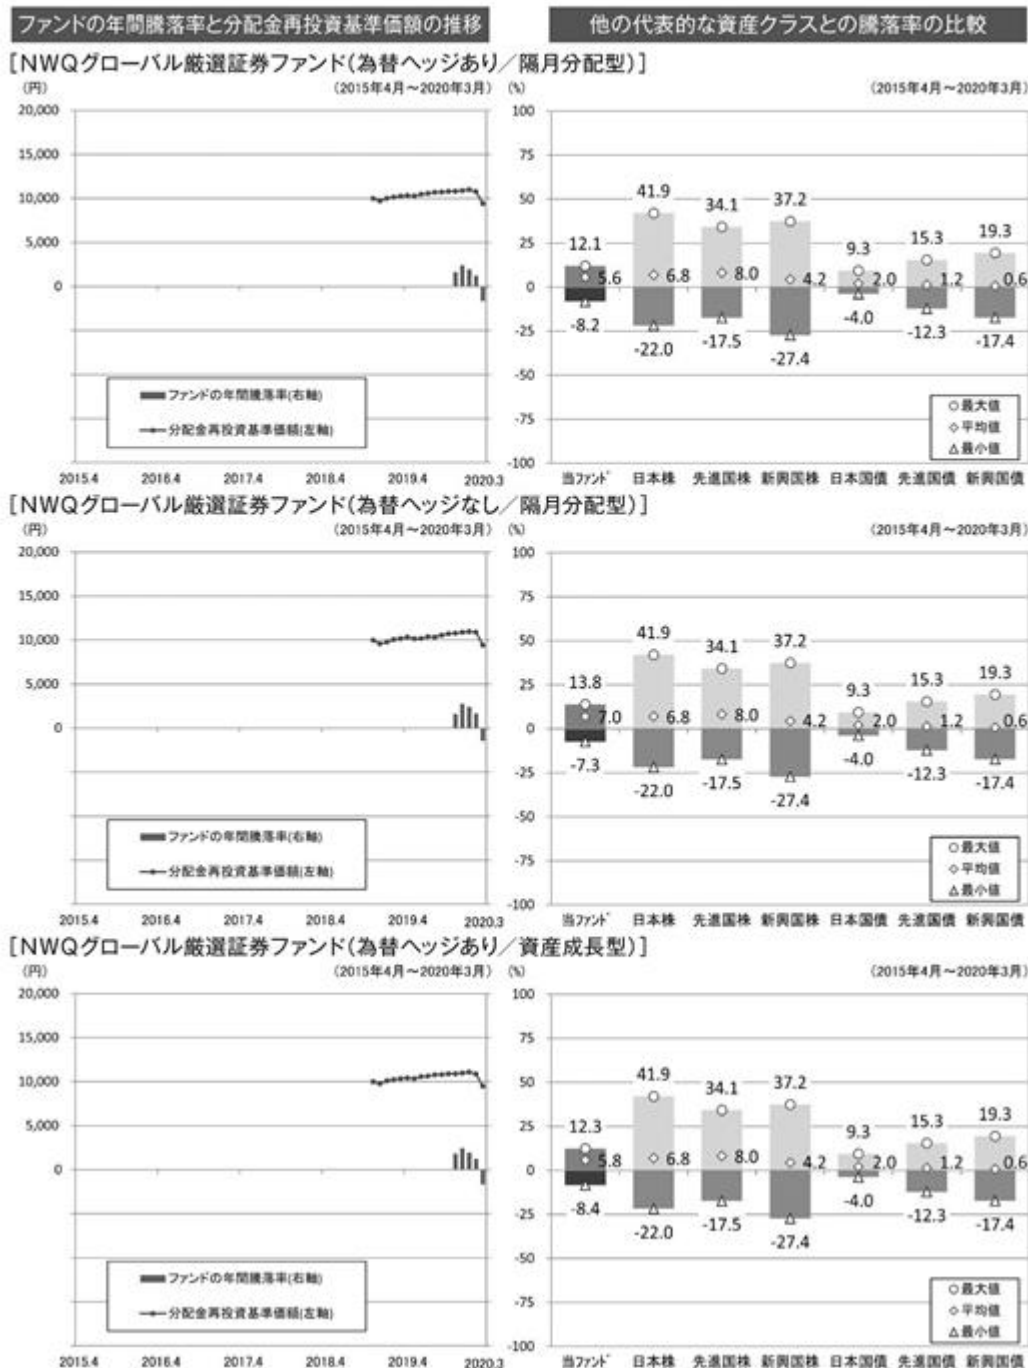 ファンドの年間騰落率と分配金再投資基準価額の推移
他の代表的な資産クラスとの騰落率の比較
[NWQグローバル厳選証券ファンド(為替ヘッジあり／隔月分配型)]
(円)
(2015年4月～2020年3月)
20,000
15,000
10,000
5,000
0
ファンドの年間騰落率(右軸)
分配金再投資基準価額(左軸)
2015.4 2016.4 2017.4 2018.4 2019.4 2020.3
(%)
(2015年4月～2020年3月)
100
75
50
25
0
-25
-50
-75
-100
12.1 41.9 34.1 37.2 9.3 15.3 19.3
5.6 6.8 8.0 4.2 2.0 1.2 0.6
-8.2 -22.0 -17.5 -27.4 -4.0 -12.3 -17.4
○最大値
◇平均値
△最小値
当ファンド 日本株 先進国株 新興国株 日本国債 先進国債 新興国債
[NWQグローバル厳選証券ファンド(為替ヘッジなし／隔月分配型)]
(円)
(2015年4月～2020年3月)
20,000
15,000
10,000
5,000
0
ファンドの年間騰落率(右軸)
分配金再投資基準価額(左軸)
2015.4 2016.4 2017.4 2018.4 2019.4 2020.3
(%)
(2015年4月～2020年3月)
100
75
50
25
0
-25
-50
-75
-100
13.8 41.9 34.1 37.2 9.3 15.3 19.3
7.0 6.8 8.0 4.2 2.0 1.2 0.6
-7.3 -22.0 -17.5 -27.4 -4.0 -12.3 -17.4
○最大値
◇平均値
△最小値
当ファンド 日本株 先進国株 新興国株 日本国債 先進国債 新興国債
[NWQグローバル厳選証券ファンド(為替ヘッジあり／資産成長型)]
(円)
(2015年4月～2020年3月)
20,000
15,000
10,000
5,000
0
ファンドの年間騰落率(右軸)
分配金再投資基準価額(左軸)
2015.4 2016.4 2017.4 2018.4 2019.4 2020.3
(%)
(2015年4月～2020年3月)
100
75
50
25
0
-25
-50
-75
-100
12.3 41.9 34.1 37.2 9.3 15.3 19.3
5.8 6.8 8.0 4.2 2.0 1.2 0.6
-8.4 -22.0 -17.5 -27.4 -4.0 -12.3 -17.4
○最大値
◇平均値
△最小値
当ファンド 日本株 先進国株 新興国株 日本国債 先進国債 新興国債